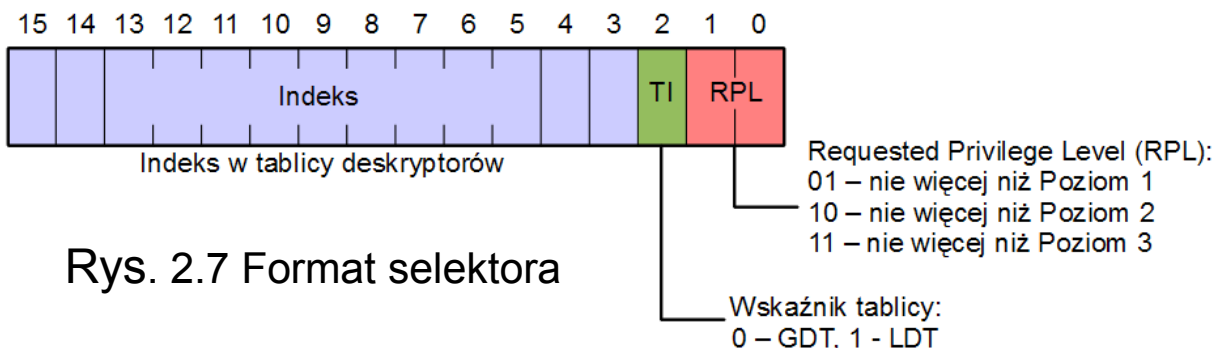 15 14 13 12 11 10 9 8 7 6 5 4 3 2 1 0
Indeks TI RPL
Indeks w tablicy deskryptorów
Requested Privilege Level (RPL):
01 – nie więcej niż Poziom 1
10 – nie więcej niż Poziom 2
11 – nie więcej niż Poziom 3
Rys. 2.7 Format selektora
Wskaźnik tablicy:
0 – GDT, 1 - LDT